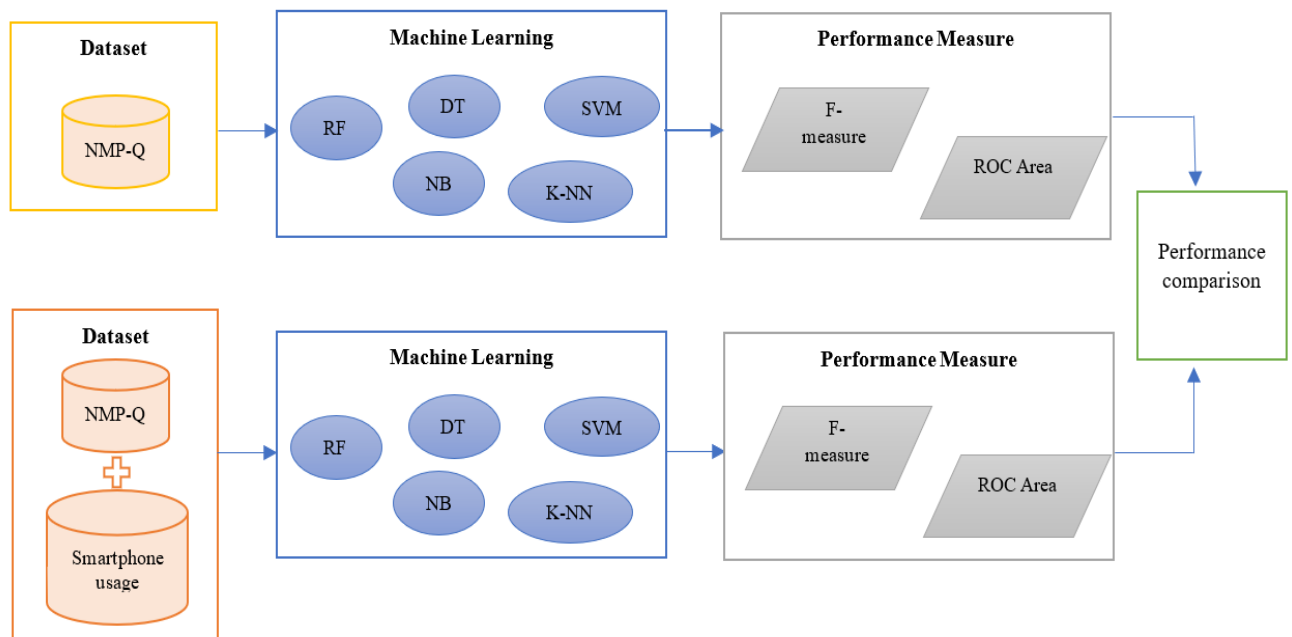 Dataset
NMP-Q
Machine Learning
RF
DT
SVM
NB
K-NN
Performance Measure
F-
measure
ROC Area
Performance
comparison
Dataset
NMP-Q
Smartphone
usage
Machine Learning
RF
DT
SVM
NB
K-NN
Performance Measure
F-
measure
ROC Area